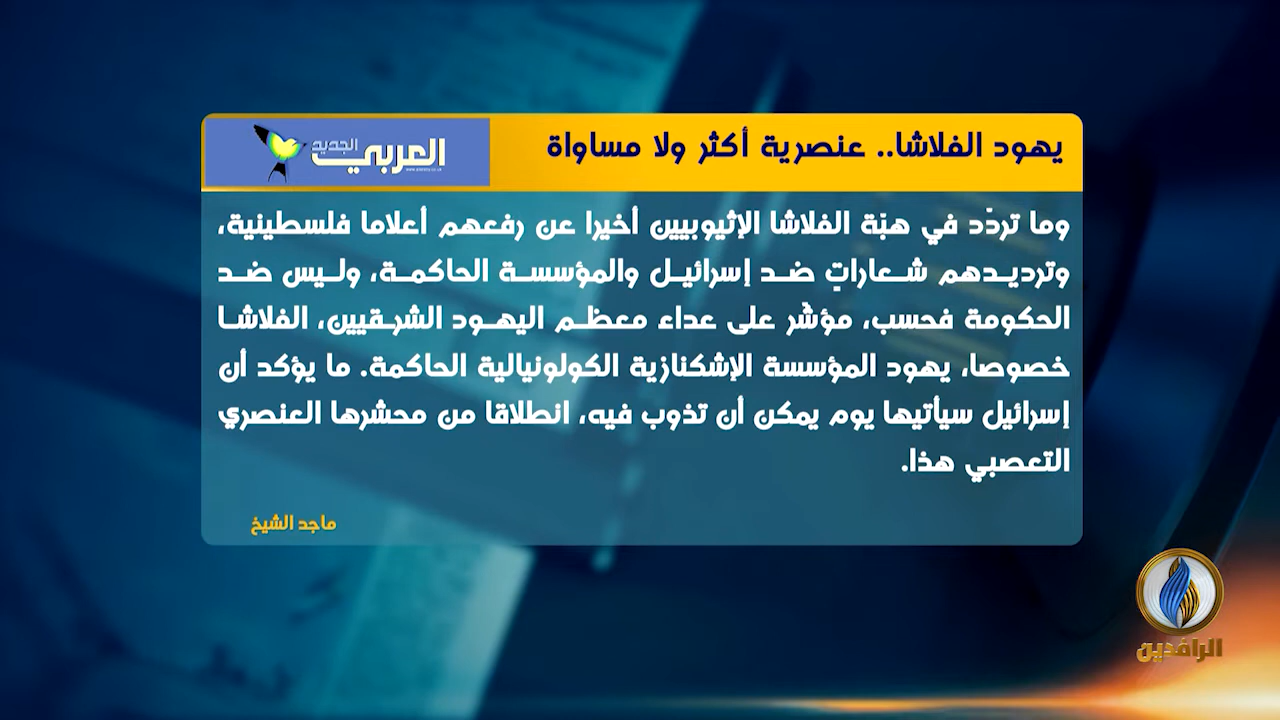 يهود الفلاشا.. عنصرية أكثر ولا مساواة
العربي الجديد
وما تردّد في هبّة الفلاشا الإثيوبيين أخيرا عن رفعهم أعلاما فلسطينية،
وترديدهم شعاراتٍ ضد إسرائيل والمؤسسة الحاكمة، وليس ضد
الحكومة فحسب، مؤشّر على عداء معظم اليهود الشرقيين، الفلاشا
خصوصا، يهود المؤسسة الإشكنازية الكولونيالية الحاكمة. ما يؤكد أن
إسرائيل سيأتيها يوم يمكن أن تذوب فيه، انطلاقا من محشرها العنصري
التعصبي هذا.
ماجد الشيخ
الرافدين